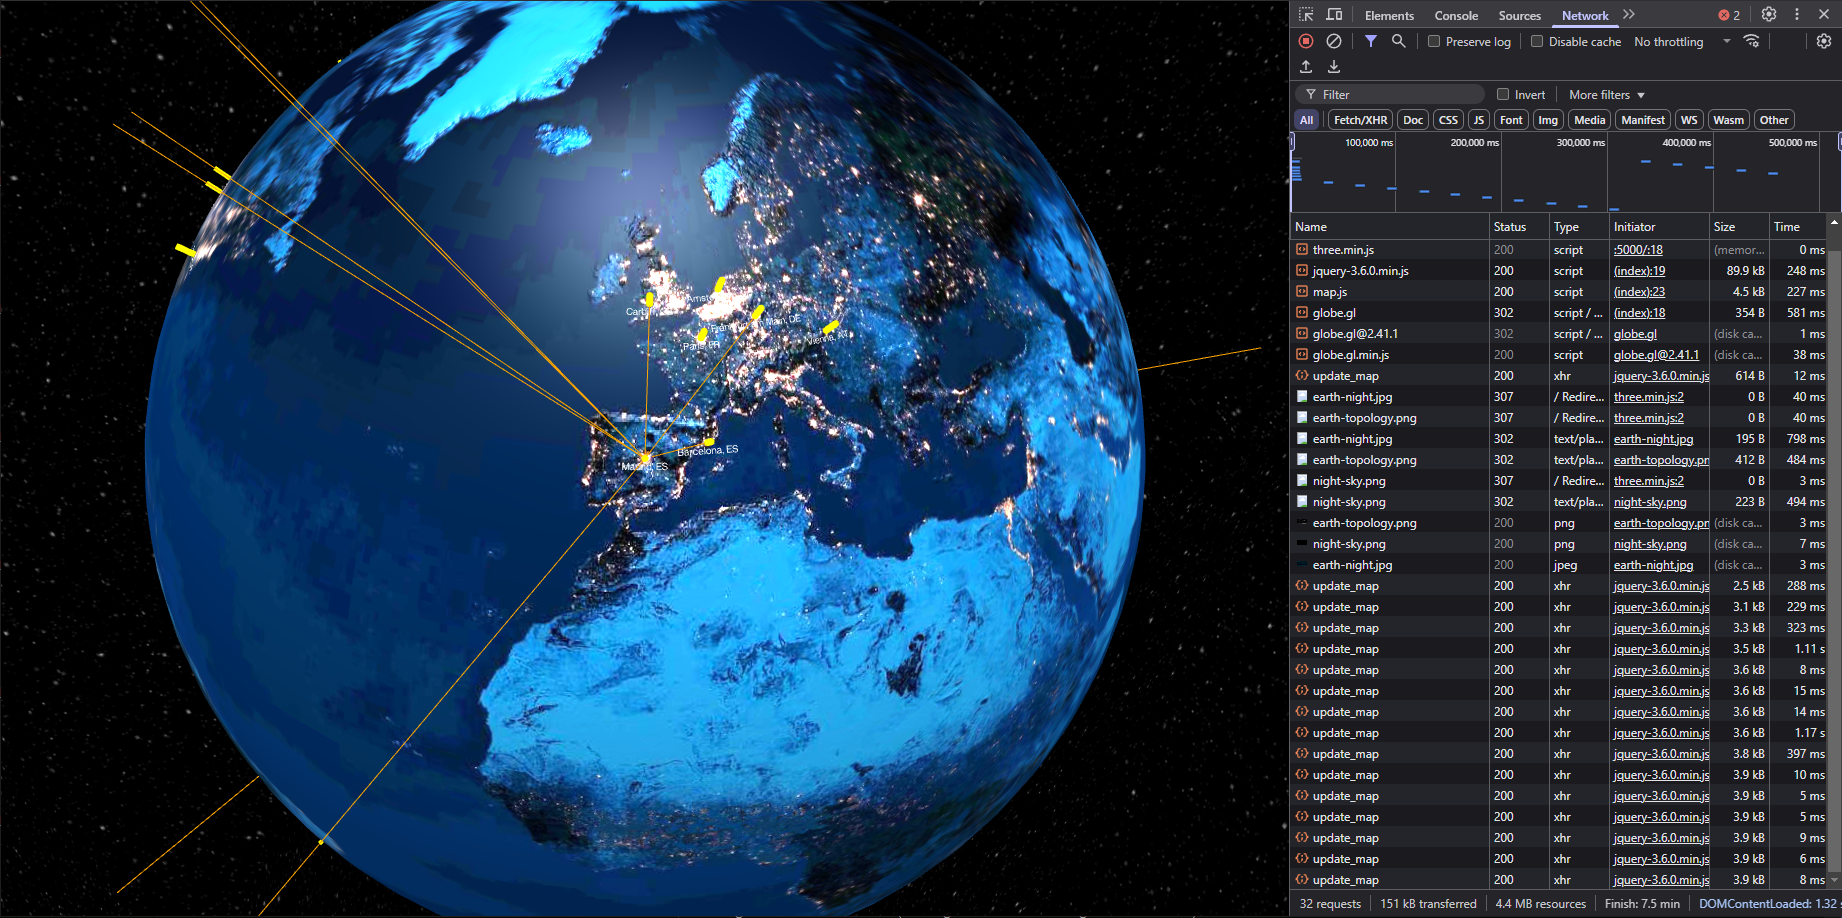 Elements Console Sources Network 2
Preserve log Disable cache No throttling
Filter Invert More filters
All Fetch/XHR Doc CSS JS Font Img Media Manifest WS Wasm Other
100,000 ms 200,000 ms 300,000 ms 400,000 ms 500,000 ms
Name Status Type Initiator Size Time
three.min.js 200 script :5000/:18 (memor... 0 ms
jquery-3.6.0.min.js 200 script (index):19 89.9 kB 248 ms
map.js 200 script (index):23 4.5 kB 227 ms
globe.gl 302 script / ... (index):18 354 B 581 ms
globe.gl@2.41.1 302 script / ... globe.gl (disk ca... 1 ms
globe.gl.min.js 200 script globe.gl@2.41.1 (disk ca... 38 ms
update_map 200 xhr jquery-3.6.0.min.js 614 B 12 ms
earth-night.jpg 307 / Redire... three.min.js:2 0 B 40 ms
earth-topology.png 307 / Redire... three.min.js:2 0 B 40 ms
earth-night.jpg 302 text/pla... earth-night.jpg 195 B 798 ms
earth-topology.png 302 text/pla... earth-topology.pn 412 B 484 ms
night-sky.png 307 / Redire... three.min.js:2 0 B 3 ms
night-sky.png 302 text/pla... night-sky.png 223 B 494 ms
earth-topology.png 200 png earth-topology.pn (disk ca... 3 ms
night-sky.png 200 png night-sky.png (disk ca... 7 ms
earth-night.jpg 200 jpeg earth-night.jpg (disk ca... 3 ms
update_map 200 xhr jquery-3.6.0.min.js 2.5 kB 288 ms
update_map 200 xhr jquery-3.6.0.min.js 3.1 kB 229 ms
update_map 200 xhr jquery-3.6.0.min.js 3.3 kB 323 ms
update_map 200 xhr jquery-3.6.0.min.js 3.5 kB 1.11 s
update_map 200 xhr jquery-3.6.0.min.js 3.6 kB 8 ms
update_map 200 xhr jquery-3.6.0.min.js 3.6 kB 15 ms
update_map 200 xhr jquery-3.6.0.min.js 3.6 kB 14 ms
update_map 200 xhr jquery-3.6.0.min.js 3.6 kB 1.17 s
update_map 200 xhr jquery-3.6.0.min.js 3.8 kB 397 ms
update_map 200 xhr jquery-3.6.0.min.js 3.9 kB 10 ms
update_map 200 xhr jquery-3.6.0.min.js 3.9 kB 5 ms
update_map 200 xhr jquery-3.6.0.min.js 3.9 kB 5 ms
update_map 200 xhr jquery-3.6.0.min.js 3.9 kB 9 ms
update_map 200 xhr jquery-3.6.0.min.js 3.9 kB 6 ms
update_map 200 xhr jquery-3.6.0.min.js 3.9 kB 8 ms
32 requests 151 kB transferred 4.4 MB resources Finish: 7.5 min DOMContentLoaded: 1.32
Main, DE
Vienna,
Barcelona, ES
ES